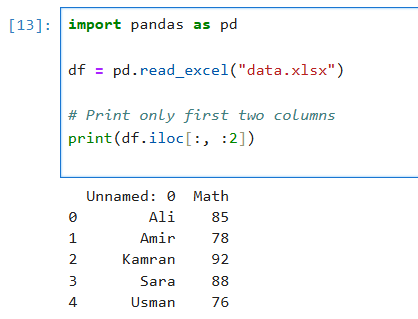 [13]:
import pandas as pd
df = pd.read_excel("data.xlsx")
# Print only first two columns
print(df.iloc[:, :2])
Unnamed: 0  Math
0         Ali    85
1        Amir    78
2      Kamran    92
3        Sara    88
4       Usman    76